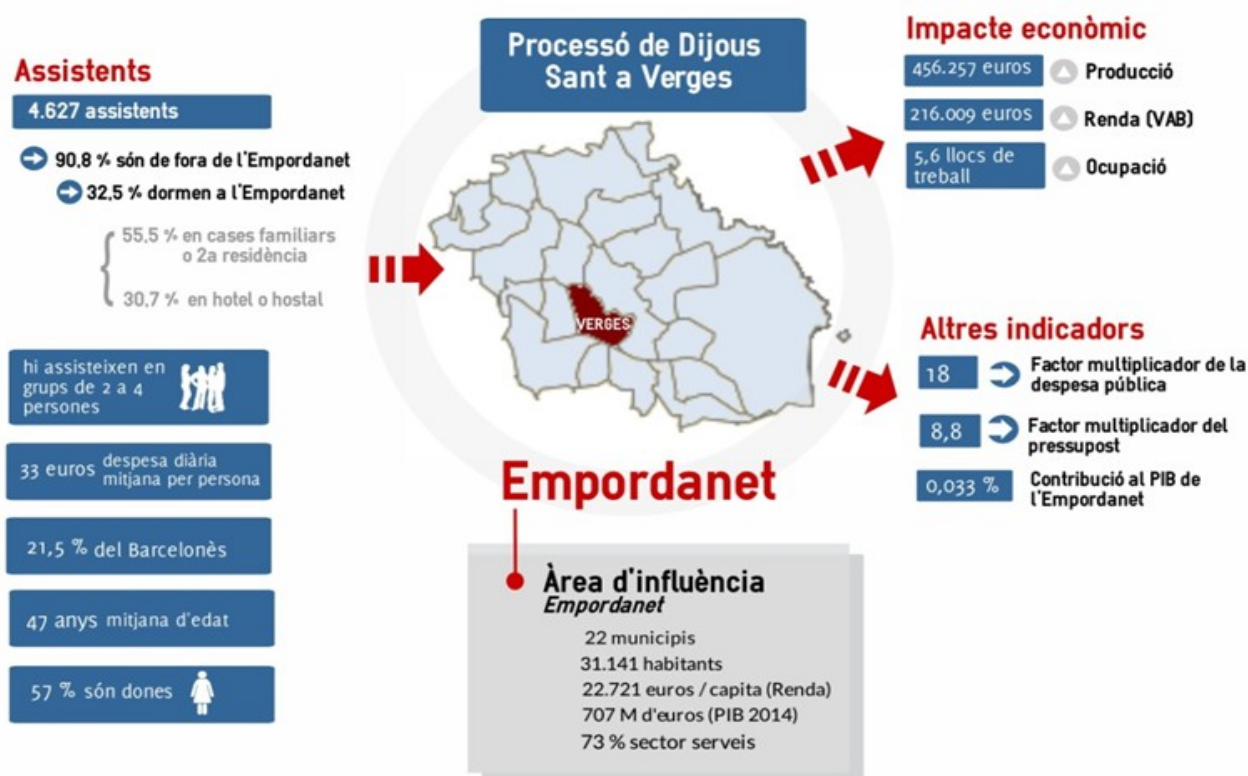 Processó de Dijous
Sant a Verges
Assistents
4.627 assistents
90,8 % són de fora de l'Empordanet
32,5 % dormen a l'Empordanet
55,5 % en cases familiars
o 2a residència
30,7 % en hotel o hostal
hi assisteixen en
grups de 2 a 4
persones
33 euros despesa diària
mitjana per persona
21,5 % del Barcelonès
47 anys mitjana d'edat
57 % són dones
VERGES
Empordanet
Àrea d'influència
Empordanet
22 municipis
31.141 habitants
22.721 euros / capita (Renda)
707 M d'euros (PIB 2014)
73 % sector serveis
Impacte econòmic
456.257 euros Producció
216.009 euros Renda (VAB)
5,6 llocs de
treball Ocupació
Altres indicadors
18 Factor multiplicador de la
despesa pública
8,8 Factor multiplicador del
pressupost
0,033 % Contribució al PIB de
l'Empordanet